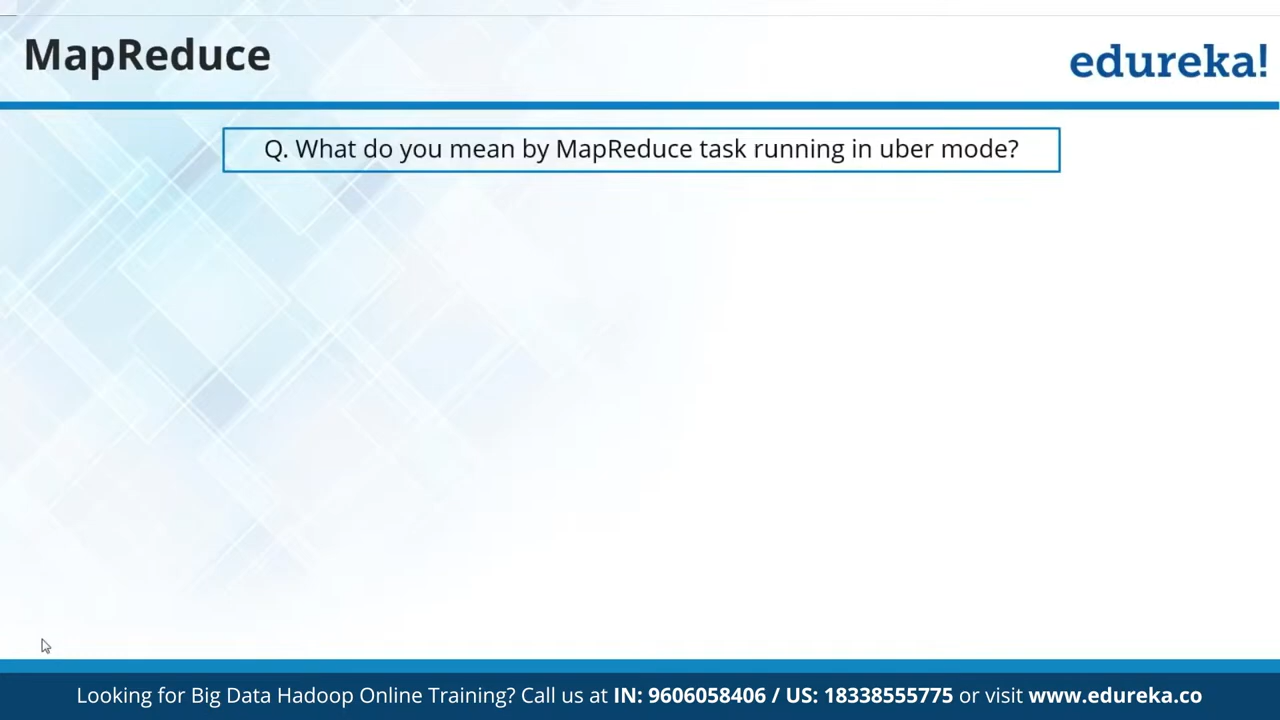 MapReduce
edureka!
Q. What do you mean by MapReduce task running in uber mode?
Looking for Big Data Hadoop Online Training? Call us at IN: 9606058406 / US: 18338555775 or visit www.edureka.co